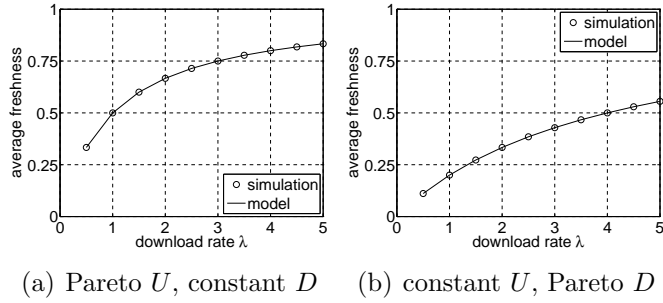 1
0.75
0.5
0.25
0
average freshness
0 1 2 3 4 5
download rate λ
simulation
model
(a) Pareto U, constant D
1
0.75
0.5
0.25
0
average freshness
0 1 2 3 4 5
download rate λ
simulation
model
(b) constant U, Pareto D